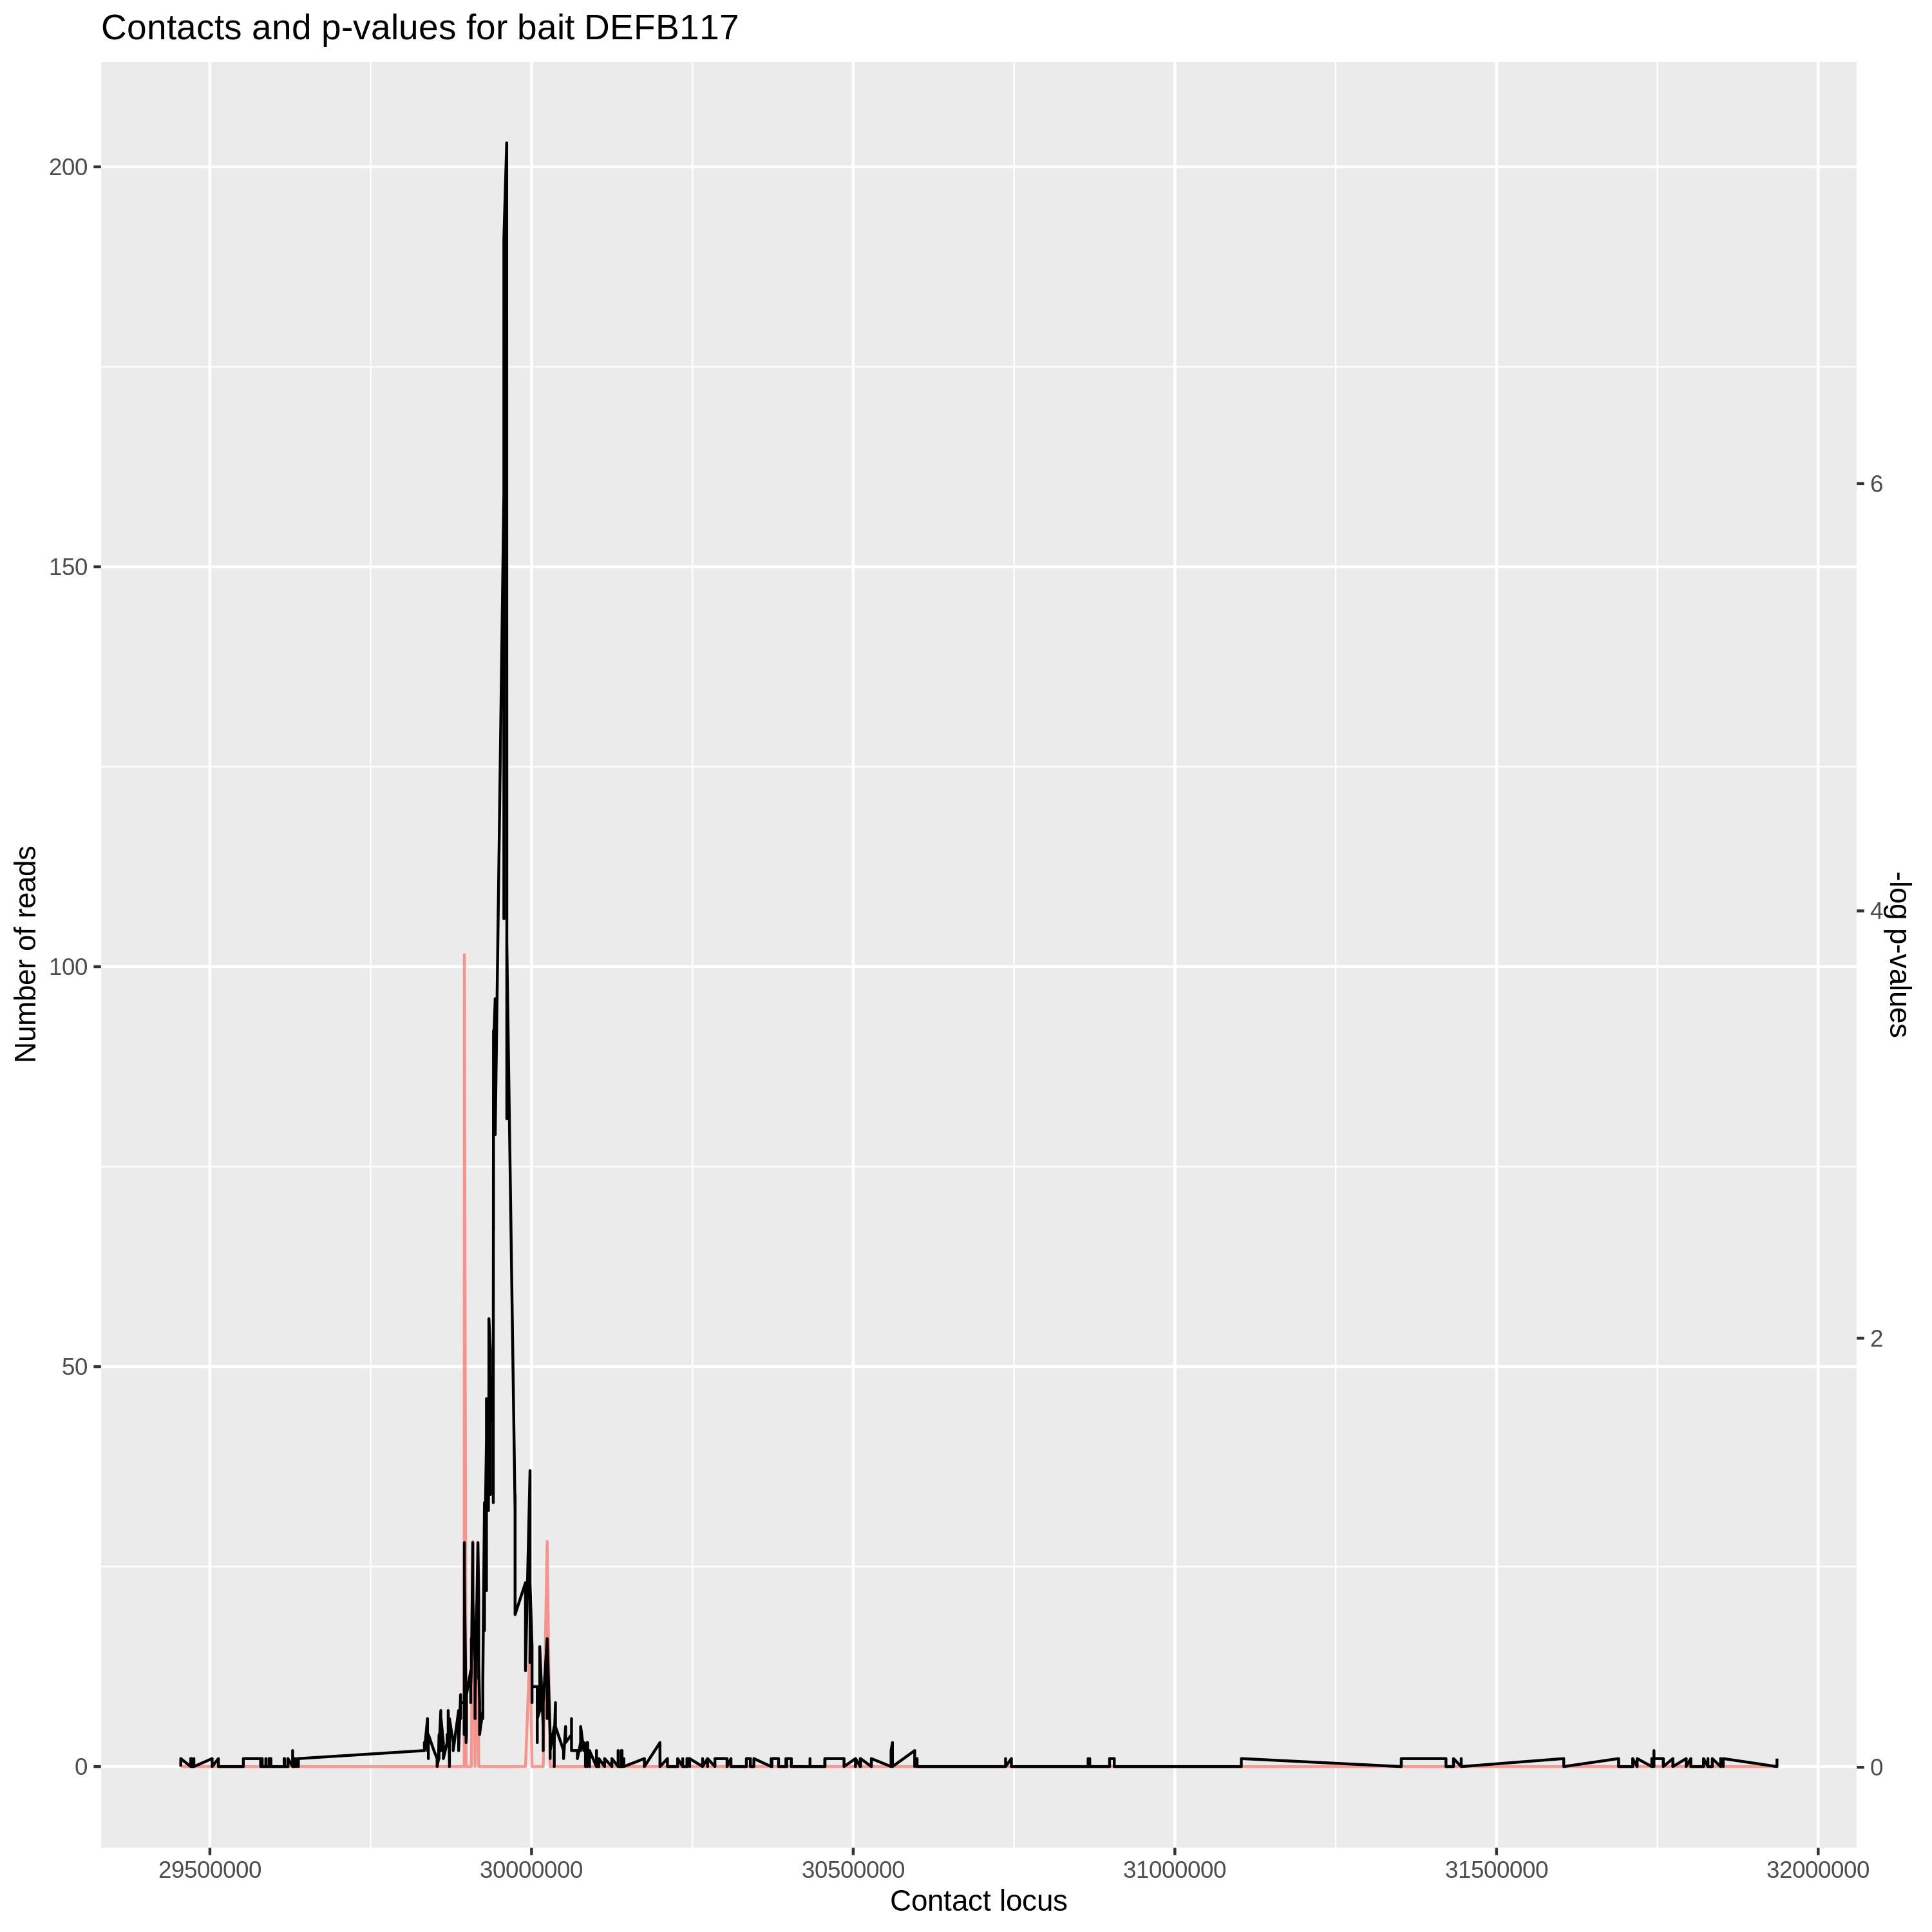 Contacts and p-values for bait DEFB117
200
150
100
50
0
Number of reads
6
4
2
0
-log p-values
29500000 30000000 30500000 31000000 31500000 32000000
Contact locus